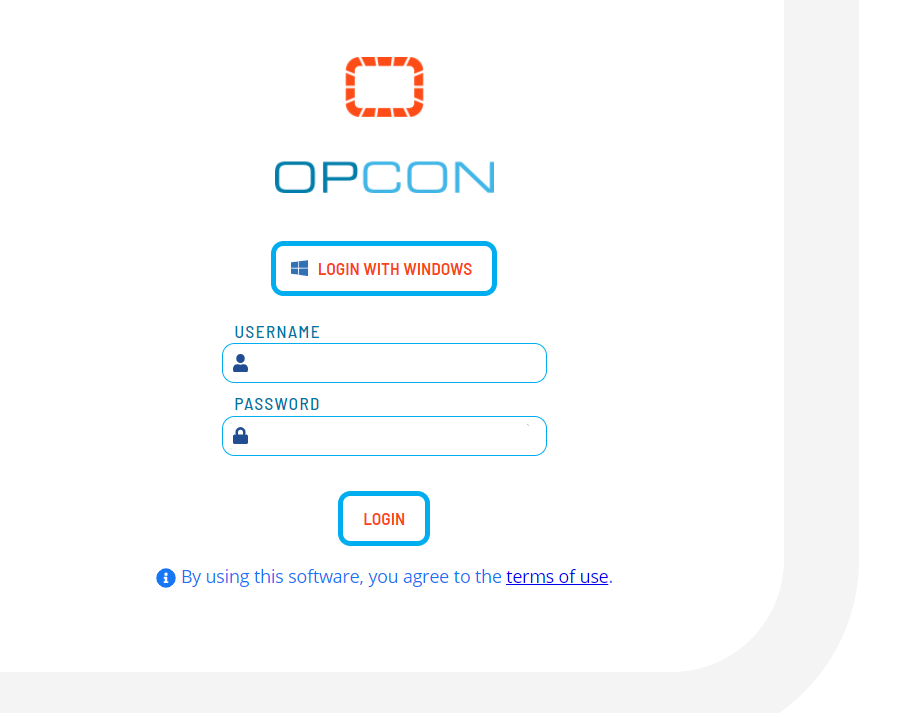 OPCON
LOGIN WITH WINDOWS
USERNAME
PASSWORD
LOGIN
By using this software, you agree to the terms of use.